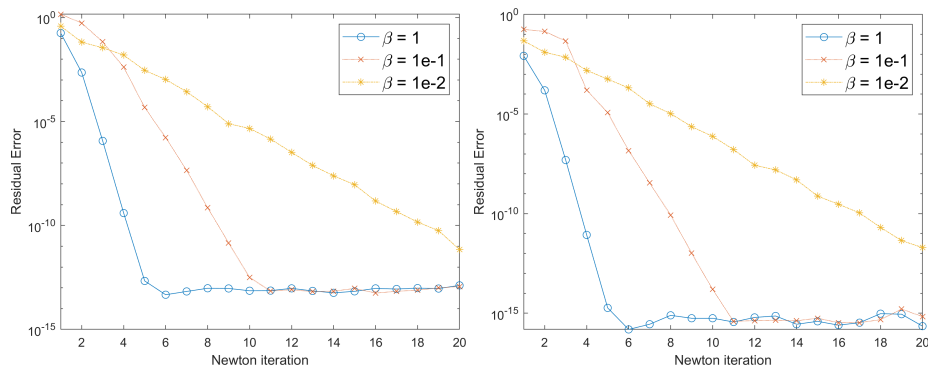 10^0
10^-5
10^-10
10^-15
Residual Error
2 4 6 8 10 12 14 16 18 20
Newton iteration
β = 1
β = 1e-1
β = 1e-2
10^0
10^-5
10^-10
10^-15
Residual Error
2 4 6 8 10 12 14 16 18 20
Newton iteration
β = 1
β = 1e-1
β = 1e-2